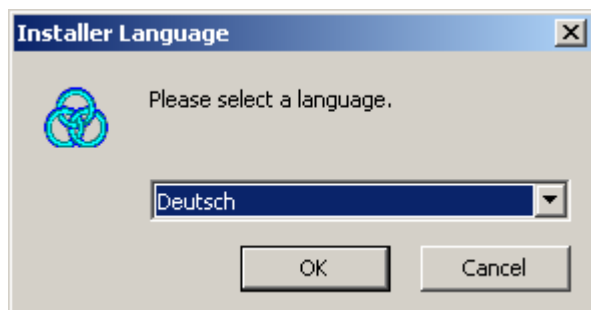 Installer Language
Please select a language.
Deutsch
OK
Cancel